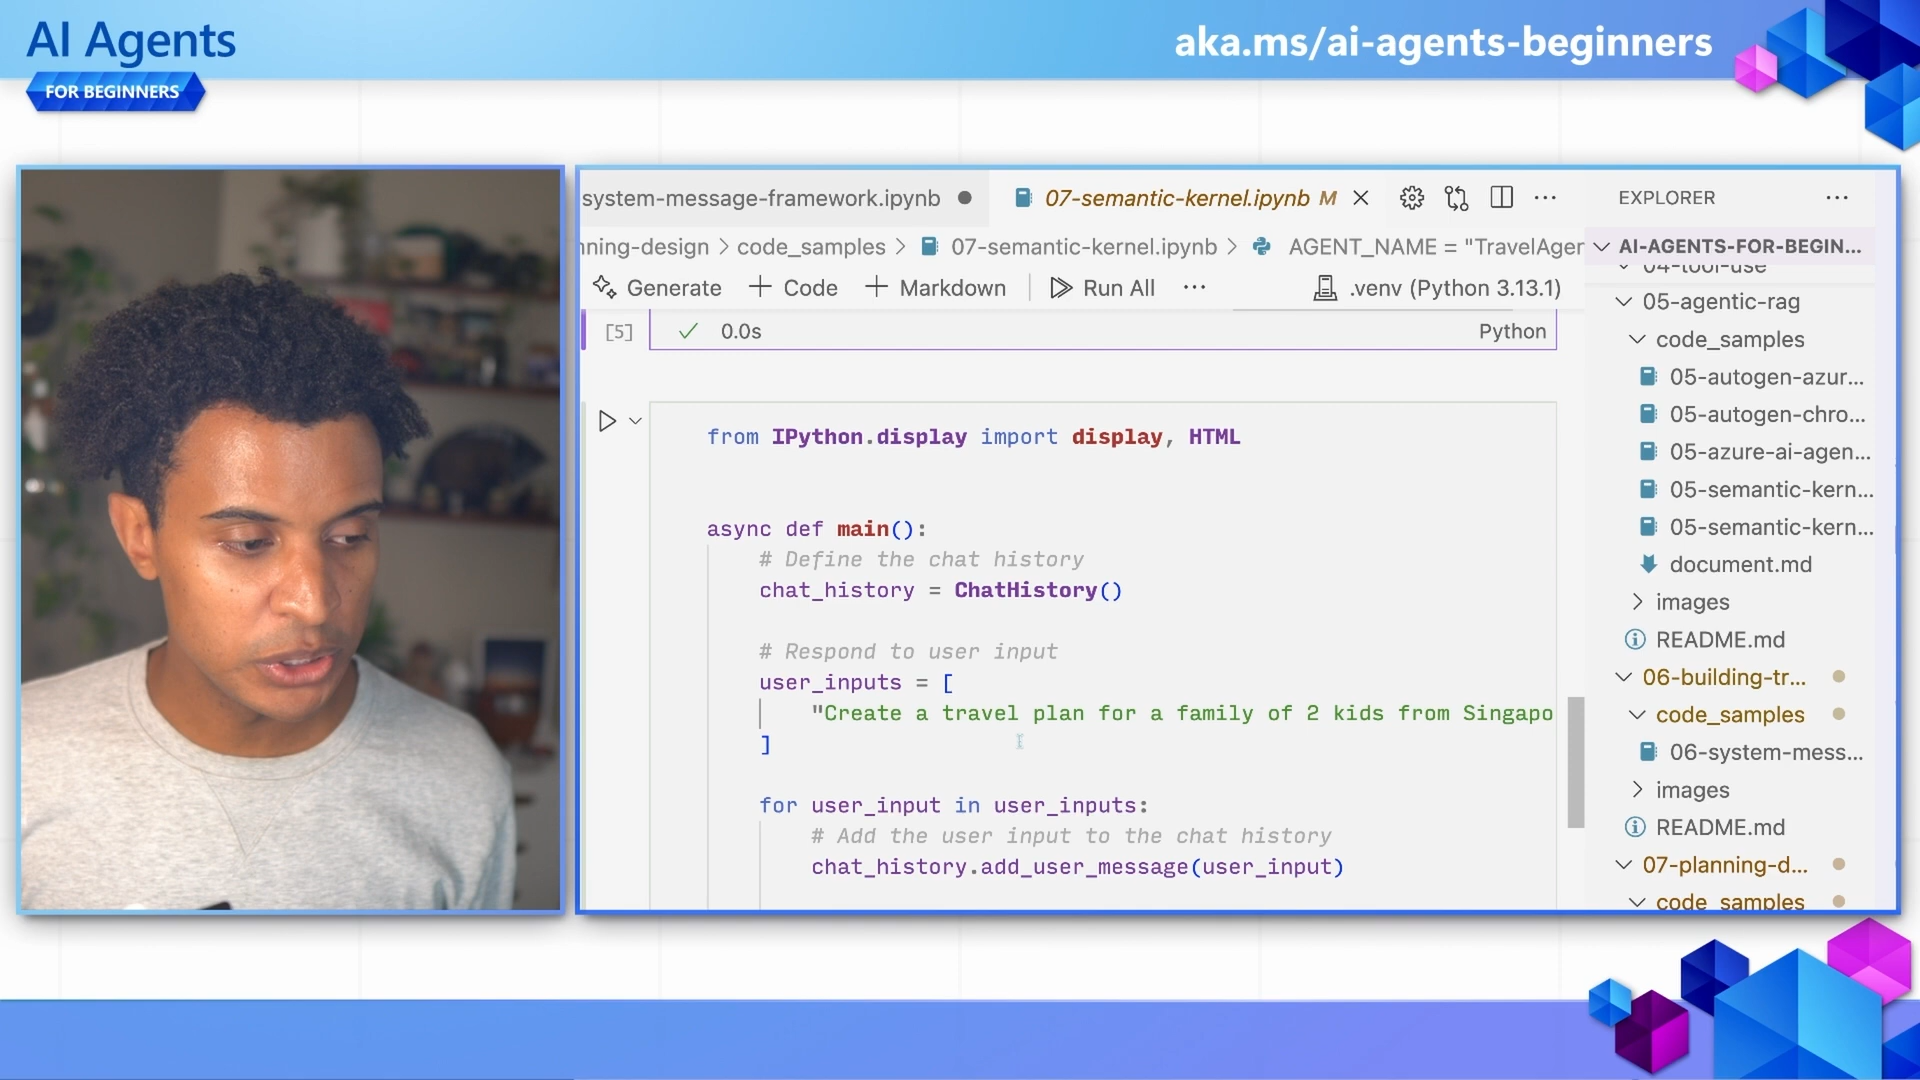 AI Agents
FOR BEGINNERS
aka.ms/ai-agents-beginners
system-message-framework.ipynb
07-semantic-kernel.ipynb M
nning-design > code_samples > 07-semantic-kernel.ipynb > AGENT_NAME = "TravelAger
Generate + Code + Markdown Run All ... .venv (Python 3.13.1)
[5] 0.0s Python
from IPython.display import display, HTML
async def main():
# Define the chat history
chat_history = ChatHistory()
# Respond to user input
user_inputs = [
"Create a travel plan for a family of 2 kids from Singapo
]
for user_input in user_inputs:
# Add the user input to the chat history
chat_history.add_user_message(user_input)
EXPLORER
AI-AGENTS-FOR-BEGIN...
04-tool-use
05-agentic-rag
code_samples
05-autogen-azur...
05-autogen-chro...
05-azure-ai-agen...
05-semantic-kern...
05-semantic-kern...
document.md
images
README.md
06-building-tr...
code_samples
06-system-mess...
images
README.md
07-planning-d...
code_samples